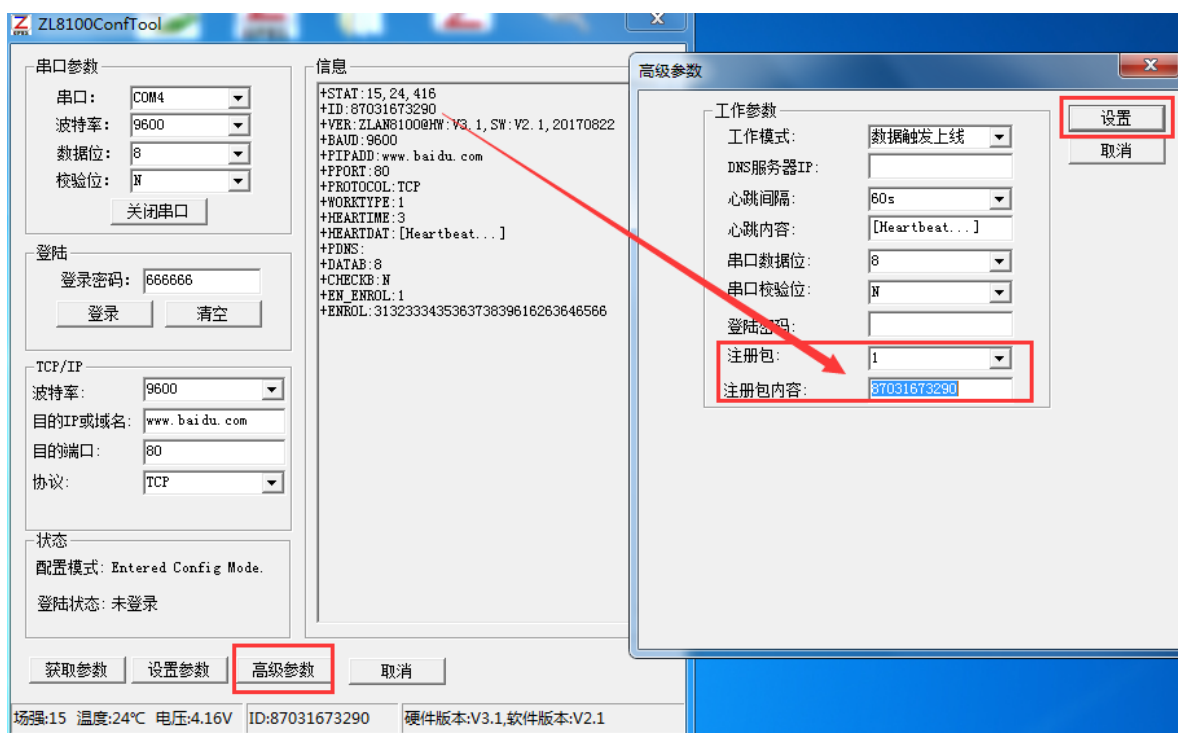 ZL8100ConfTool
串口参数
串口: COM4
波特率: 9600
数据位: 8
校验位: N
关闭串口
登陆
登录密码: 666666
登录 清空
TCP/IP
波特率: 9600
目的IP或域名: www.baidu.com
目的端口: 80
协议: TCP
状态
配置模式: Entered Config Mode.
登陆状态: 未登录
获取参数 设置参数 高级参数 取消
场强:15 温度:24℃ 电压:4.16V ID:87031673290 硬件版本:V3.1,软件版本:V2.1
信息
+STAT:15,24,416
+ID:87031673290
+VER:ZLAN8100@HW:V3.1,SW:V2.1,20170822
+BAUD:9600
+PIPADD:www.baidu.com
+PPORT:80
+PROTOCOL:TCP
+WORKTYPE:1
+HEARTIME:3
+HEARTDAT:[Heartbeat...]
+PDNS:
+DATAB:8
+CHECKB:N
+EN_ENROL:1
+ENROL:313233343536373839616263646566
高级参数
工作参数
工作模式: 数据触发上线
DNS服务器IP:
心跳间隔: 60s
心跳内容: [Heartbeat...]
串口数据位: 8
串口校验位: N
登陆密码:
注册包: 1
注册包内容: 87031673290
设置
取消